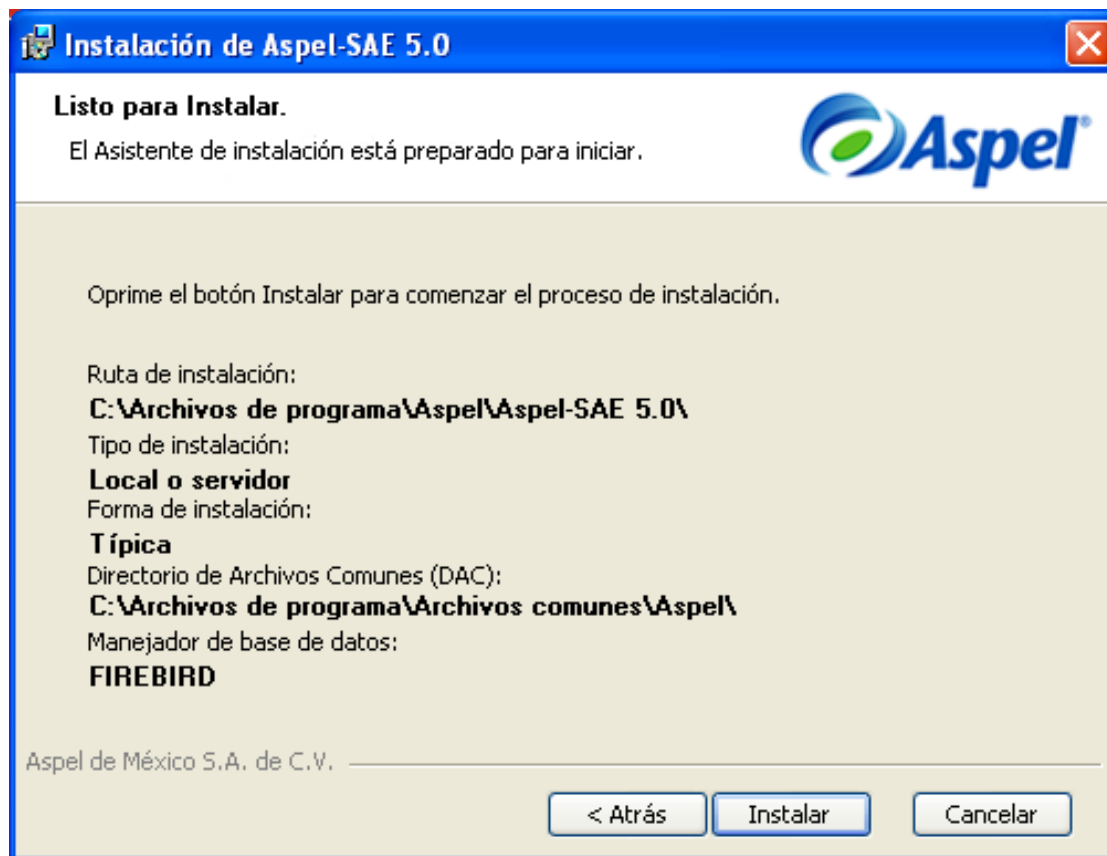 Instalación de Aspel-SAE 5.0
Listo para Instalar.
El Asistente de instalación está preparado para iniciar.
Aspel®
Oprime el botón Instalar para comenzar el proceso de instalación.
Ruta de instalación:
C:\Archivos de programa\Aspel\Aspel-SAE 5.0\
Tipo de instalación:
Local o servidor
Forma de instalación:
Típica
Directorio de Archivos Comunes (DAC):
C:\Archivos de programa\Archivos comunes\Aspel\
Manejador de base de datos:
FIREBIRD
Aspel de México S.A. de C.V.
< Atrás
Instalar
Cancelar